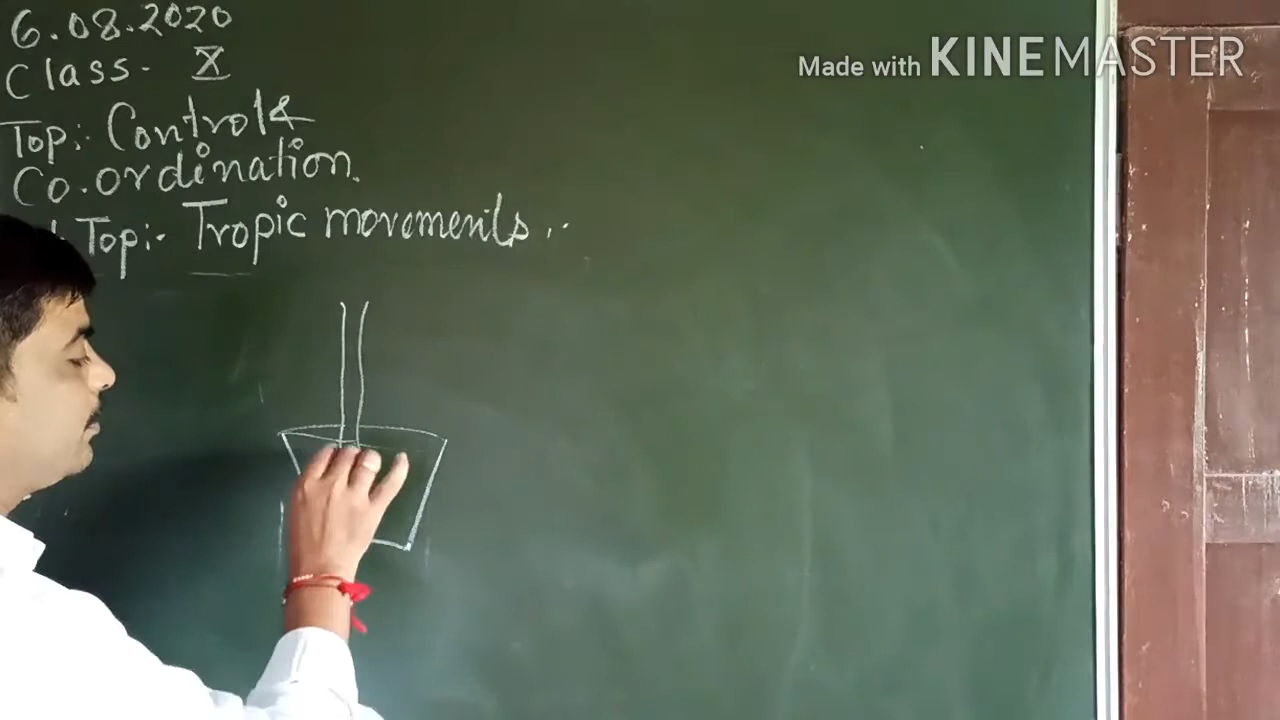 6.08.2020
Class- X
Top:- Control &
Co.ordination.
Top:- Tropic movements..
Made with KINEMASTER